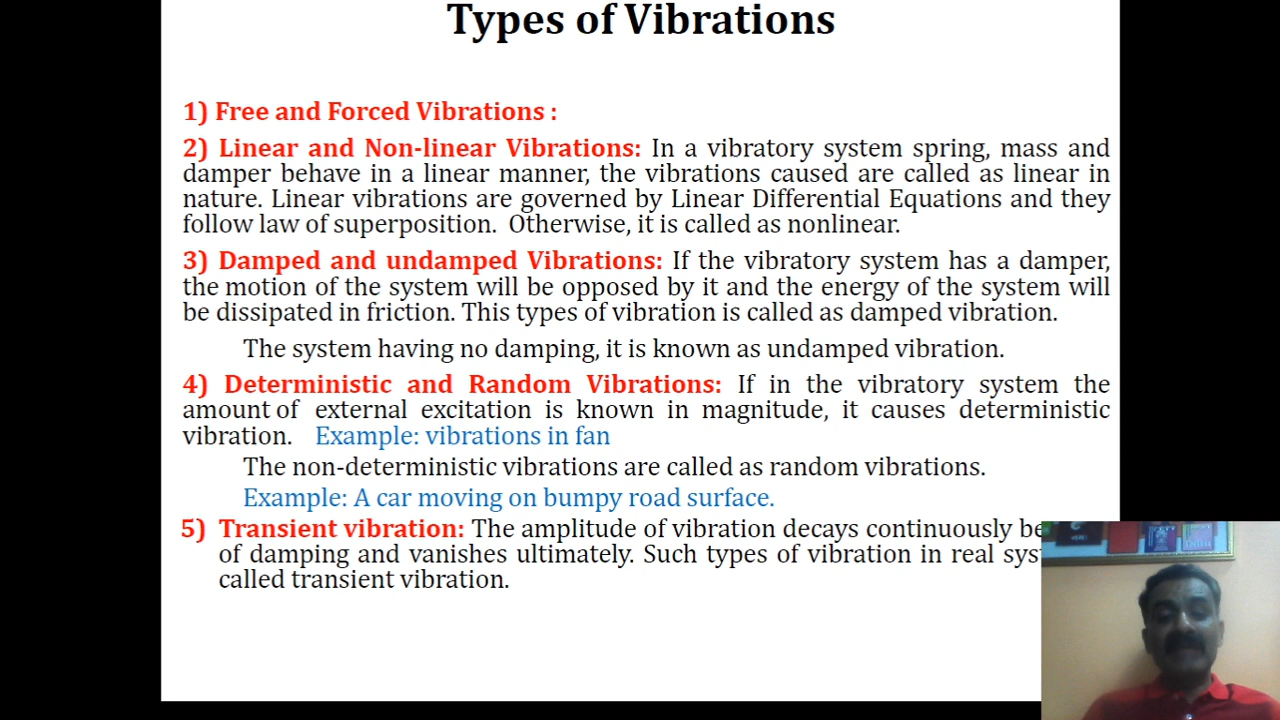 Types of Vibrations
1) Free and Forced Vibrations :
2) Linear and Non-linear Vibrations: In a vibratory system spring, mass and
damper behave in a linear manner, the vibrations caused are called as linear in
nature. Linear vibrations are governed by Linear Differential Equations and they
follow law of superposition. Otherwise, it is called as nonlinear.
3) Damped and undamped Vibrations: If the vibratory system has a damper,
the motion of the system will be opposed by it and the energy of the system will
be dissipated in friction. This types of vibration is called as damped vibration.
The system having no damping, it is known as undamped vibration.
4) Deterministic and Random Vibrations: If in the vibratory system the
amount of external excitation is known in magnitude, it causes deterministic
vibration. Example: vibrations in fan
The non-deterministic vibrations are called as random vibrations.
Example: A car moving on bumpy road surface.
5) Transient vibration: The amplitude of vibration decays continuously
of damping and vanishes ultimately. Such types of vibration in real
called transient vibration.